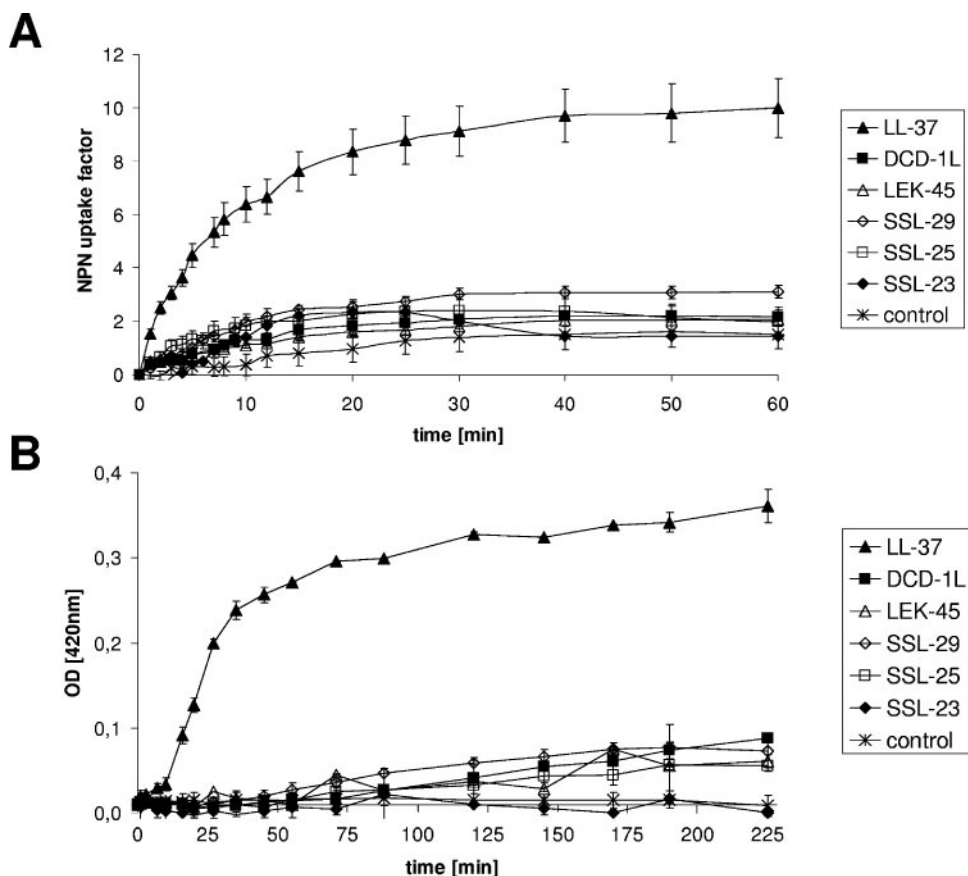 A
NPN uptake factor
12
10
8
6
4
2
0
0 10 20 30 40 50 60
time [min]
LL-37
DCD-1L
LEK-45
SSL-29
SSL-25
SSL-23
control
B
OD [420nm]
0,4
0,3
0,2
0,1
0,0
0 25 50 75 100 125 150 175 200 225
time [min]
LL-37
DCD-1L
LEK-45
SSL-29
SSL-25
SSL-23
control